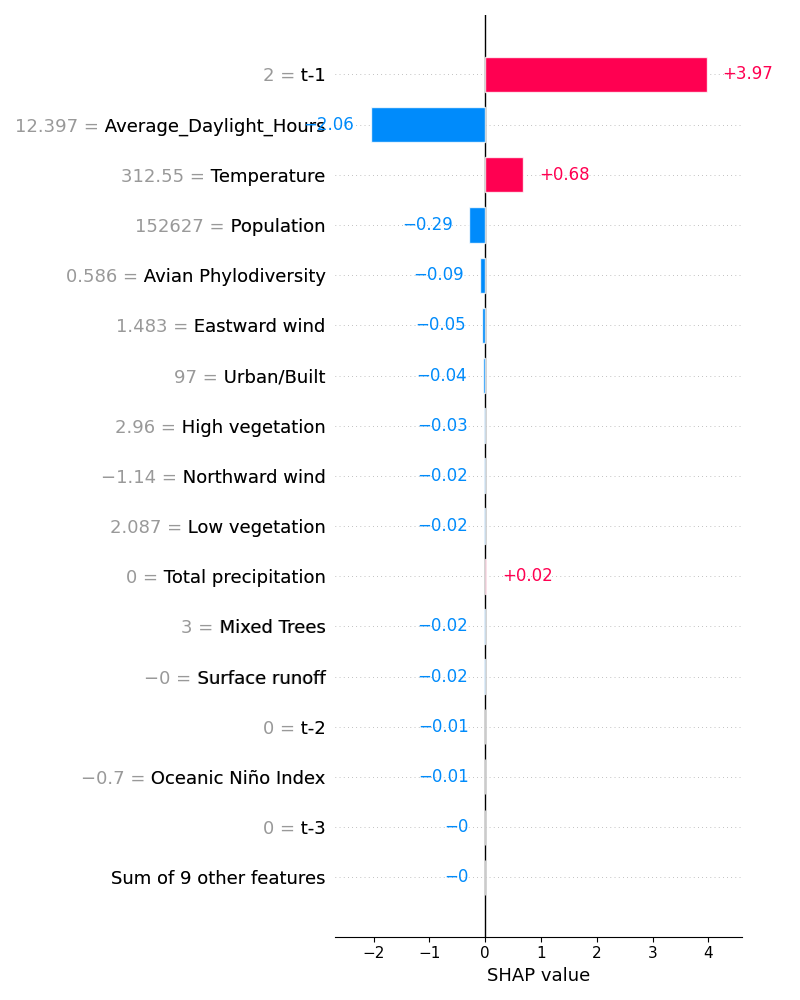 2 = t-1 +3.97
12.397 = Average_Daylight_Hours −2.06
312.55 = Temperature +0.68
152627 = Population −0.29
0.586 = Avian Phylodiversity −0.09
1.483 = Eastward wind −0.05
97 = Urban/Built −0.04
2.96 = High vegetation −0.03
−1.14 = Northward wind −0.02
2.087 = Low vegetation −0.02
0 = Total precipitation +0.02
3 = Mixed Trees −0.02
−0 = Surface runoff −0.02
0 = t-2 −0.01
−0.7 = Oceanic Niño Index −0.01
0 = t-3 −0
Sum of 9 other features −0
−2 −1 0 1 2 3 4
SHAP value